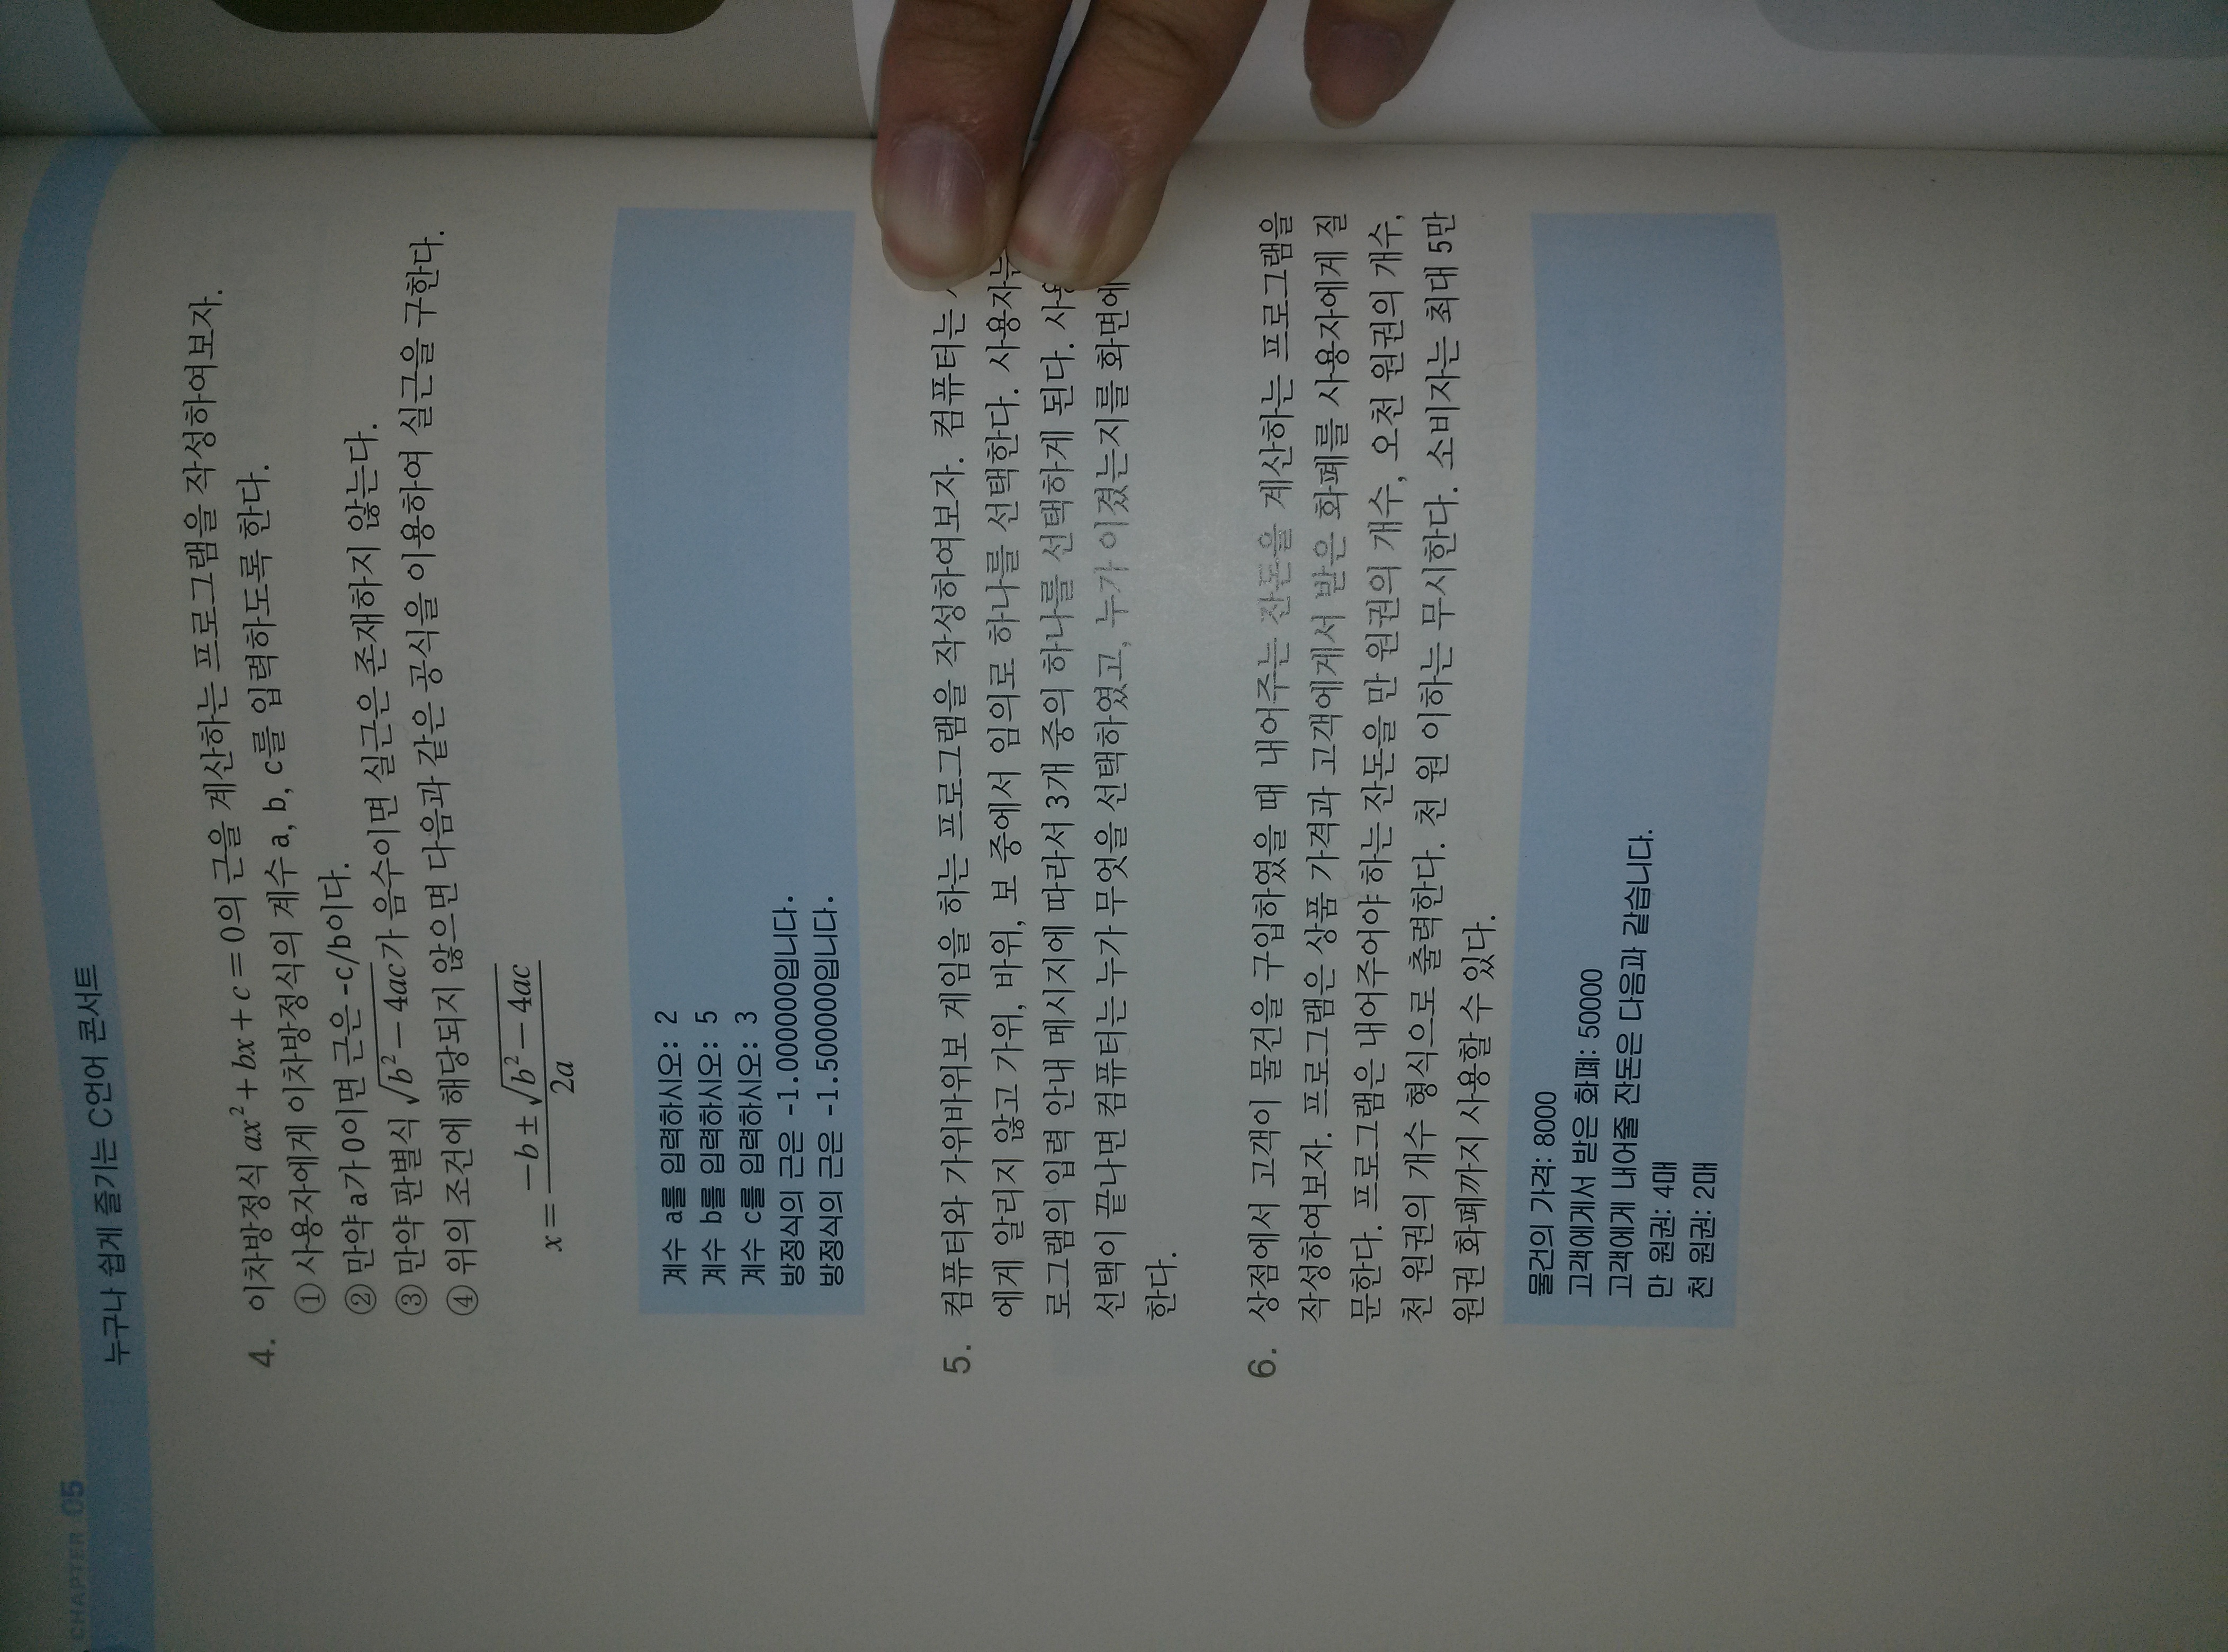 CHAPTER 05
누구나 쉽게 즐기는 C언어 콘서트
4. 이차방정식 ax² + bx + c = 0의 근을 계산하는 프로그램을 작성하여보자.
① 사용자에게 이차방정식의 계수 a, b, c를 입력하도록 한다.
② 만약 a가 0이면 근은 -c/b이다.
③ 만약 판별식 √(b² − 4ac)가 음수이면 실근은 존재하지 않는다.
④ 위의 조건에 해당되지 않으면 다음과 같은 공식을 이용하여 실근을 구한다.
x = (−b ± √(b² − 4ac)) / 2a
계수 a를 입력하시오: 2
계수 b를 입력하시오: 5
계수 c를 입력하시오: 3
방정식의 근은 -1.000000입니다.
방정식의 근은 -1.500000입니다.
5. 컴퓨터와 가위바위보 게임을 하는 프로그램을 작성하여보자. 컴퓨터는
에게 알리지 않고 가위, 바위, 보 중에서 임의로 하나를 선택한다. 사용자는
로그램의 입력 안내 메시지에 따라서 3개 중의 하나를 선택하게 된다.
선택이 끝나면 컴퓨터는 누가 무엇을 선택하였고, 누가 이겼는지를 화면에
한다.
6. 상점에서 고객이 물건을 구입하였을 때 내어주는 잔돈을 계산하는 프로그램을
작성하여보자. 프로그램은 상품 가격과 고객에게서 받은 화폐를 사용자에게 질
문한다. 프로그램은 내어주어야 하는 잔돈을 만 원권의 개수, 오천 원권의 개수,
천 원권의 개수 형식으로 출력한다. 천 원 이하는 무시한다. 소비자는 최대 5만
원권 화폐까지 사용할 수 있다.
물건의 가격: 8000
고객에게서 받은 화폐: 50000
고객에게 내어줄 잔돈은 다음과 같습니다.
만 원권: 4매
천 원권: 2매